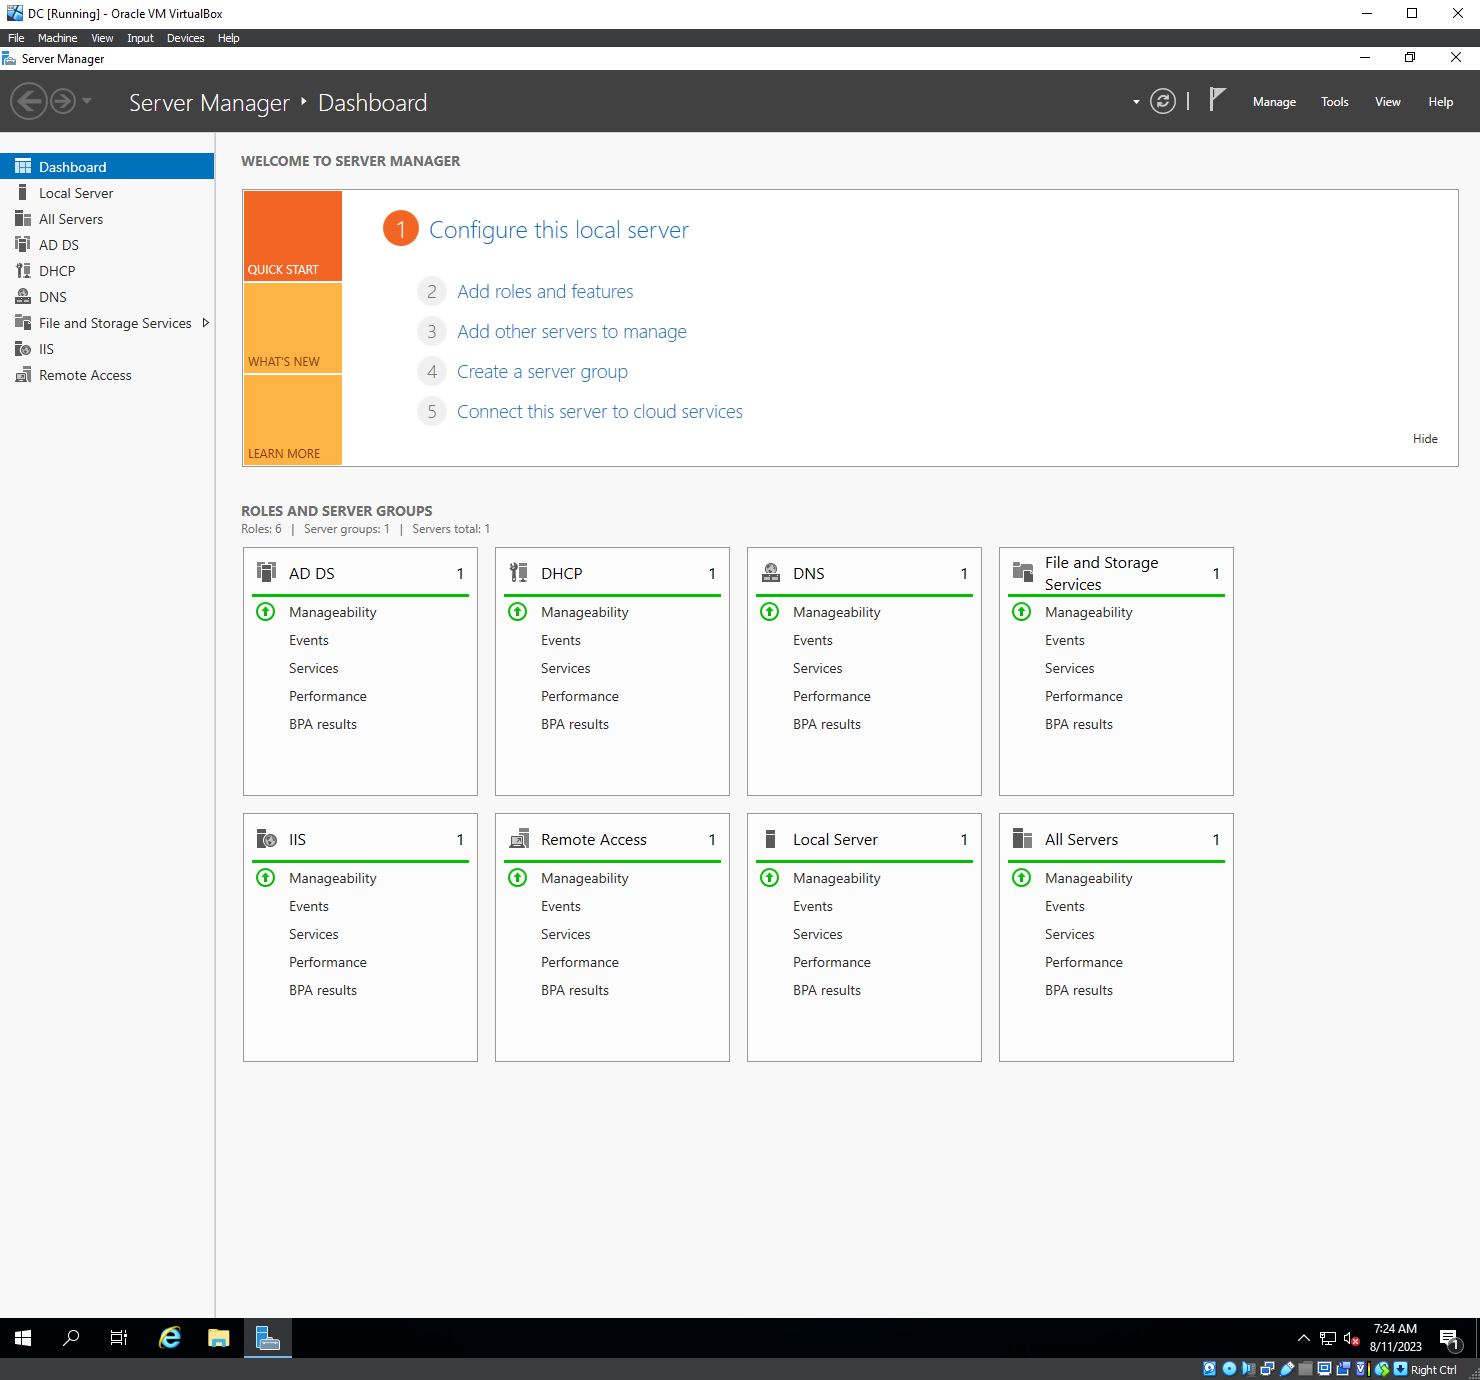 DC [Running] - Oracle VM VirtualBox
File Machine View Input Devices Help
Server Manager
Server Manager Dashboard
Manage Tools View Help
Dashboard
Local Server
All Servers
AD DS
DHCP
DNS
File and Storage Services
IIS
Remote Access
WELCOME TO SERVER MANAGER
QUICK START
WHAT'S NEW
LEARN MORE
1 Configure this local server
2 Add roles and features
3 Add other servers to manage
4 Create a server group
5 Connect this server to cloud services
Hide
ROLES AND SERVER GROUPS
Roles: 6 | Server groups: 1 | Servers total: 1
AD DS 1
Manageability
Events
Services
Performance
BPA results
DHCP 1
Manageability
Events
Services
Performance
BPA results
DNS 1
Manageability
Events
Services
Performance
BPA results
File and Storage
Services 1
Manageability
Events
Services
Performance
BPA results
IIS 1
Manageability
Events
Services
Performance
BPA results
Remote Access 1
Manageability
Events
Services
Performance
BPA results
Local Server 1
Manageability
Events
Services
Performance
BPA results
All Servers 1
Manageability
Events
Services
Performance
BPA results
7:24 AM
8/11/2023
1
Right Ctrl